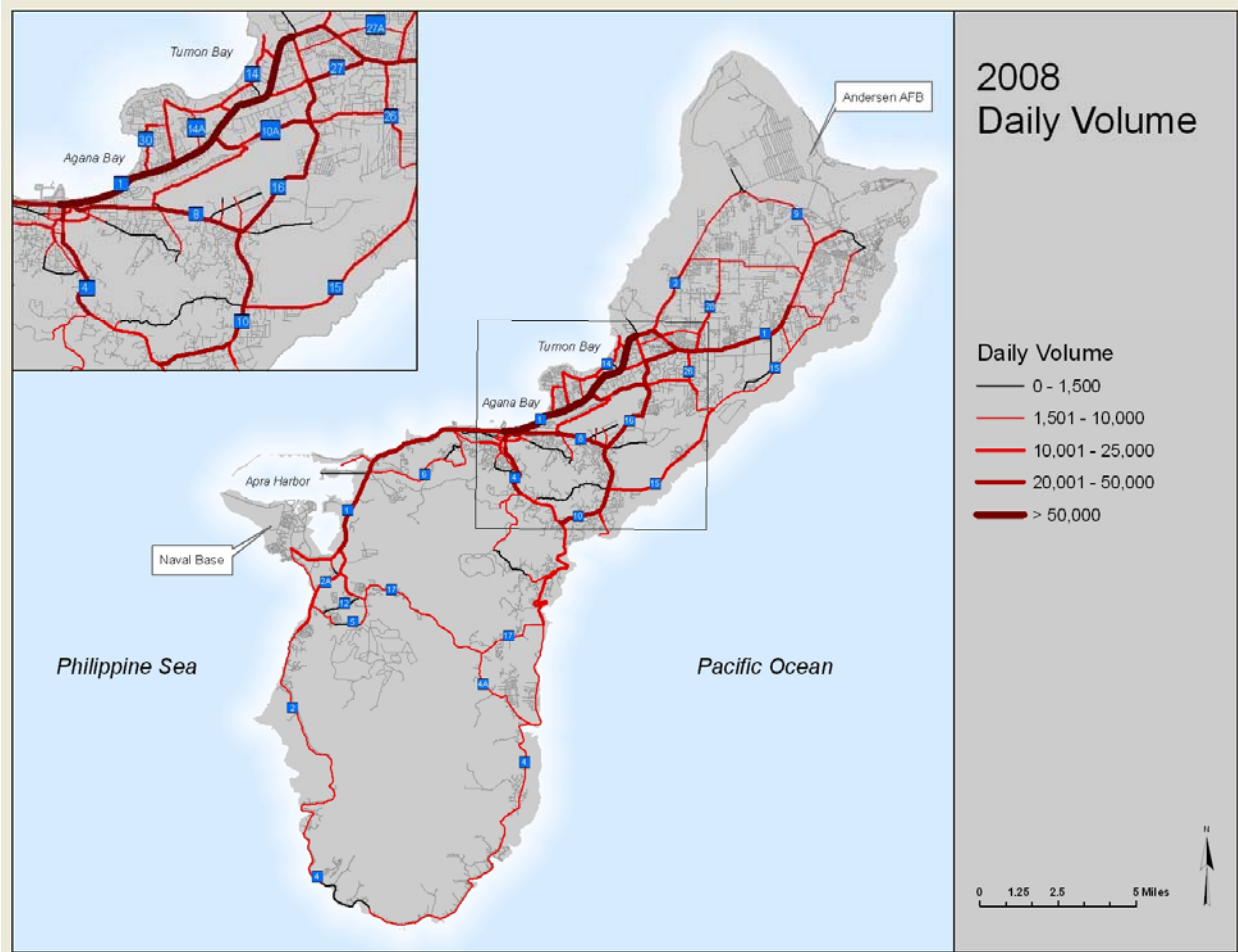 2008
Daily Volume
Daily Volume
0 - 1,500
1,501 - 10,000
10,001 - 25,000
20,001 - 50,000
> 50,000
N
0 1.25 2.5 5 Miles
Tumon Bay
27A
14
27
14A
10A
26
30
Agana Bay
1
16
8
4
15
10
Andersen AFB
9
3
28
Tumon Bay
1
14
26
15
Agana Bay
1
16
8
6
4
15
Apra Harbor
1
10
Naval Base
2A
17
12
5
17
Philippine Sea
Pacific Ocean
4A
2
4
4